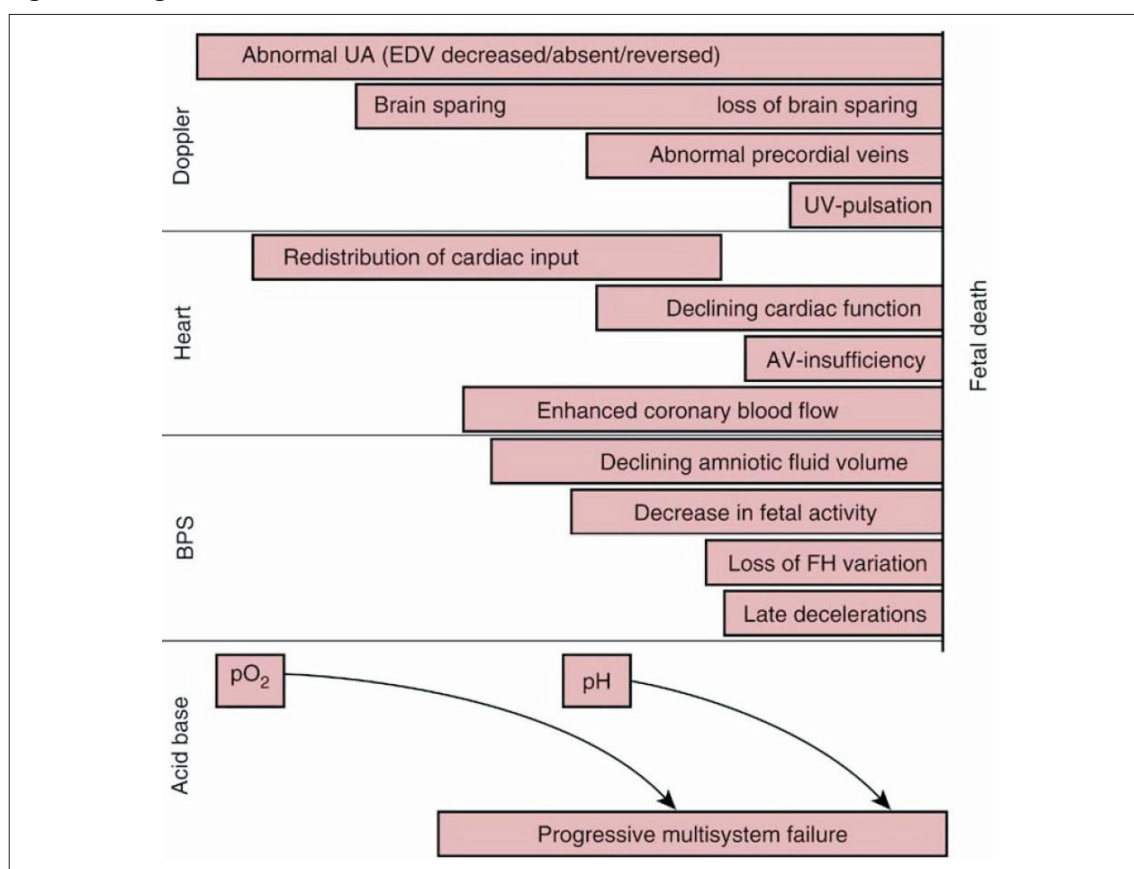 Abnormal UA (EDV decreased/absent/reversed)
Brain sparing loss of brain sparing
Abnormal precordial veins
UV-pulsation
Doppler
Redistribution of cardiac input
Declining cardiac function
AV-insufficiency
Enhanced coronary blood flow
Heart
Fetal death
Declining amniotic fluid volume
Decrease in fetal activity
Loss of FH variation
Late decelerations
BPS
pO₂
pH
Acid base
Progressive multisystem failure